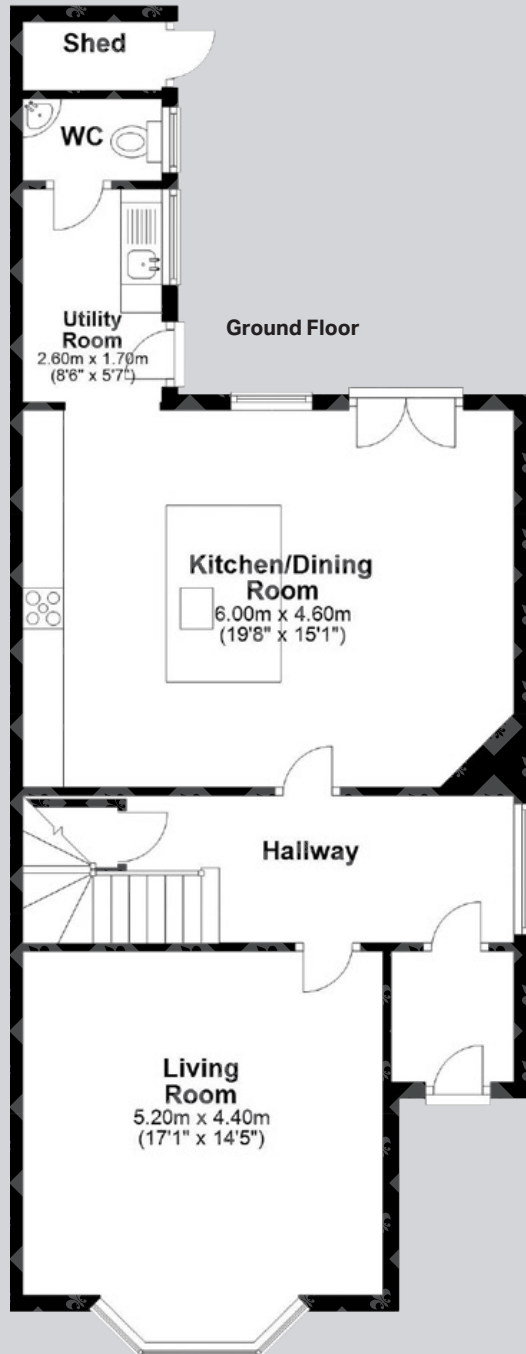 Shed
WC
Utility
Room
2.60m x 1.70m
(8'6" x 5'7")
Ground Floor
Kitchen/Dining
Room
6.00m x 4.60m
(19'8" x 15'1")
Hallway
Living
Room
5.20m x 4.40m
(17'1" x 14'5")